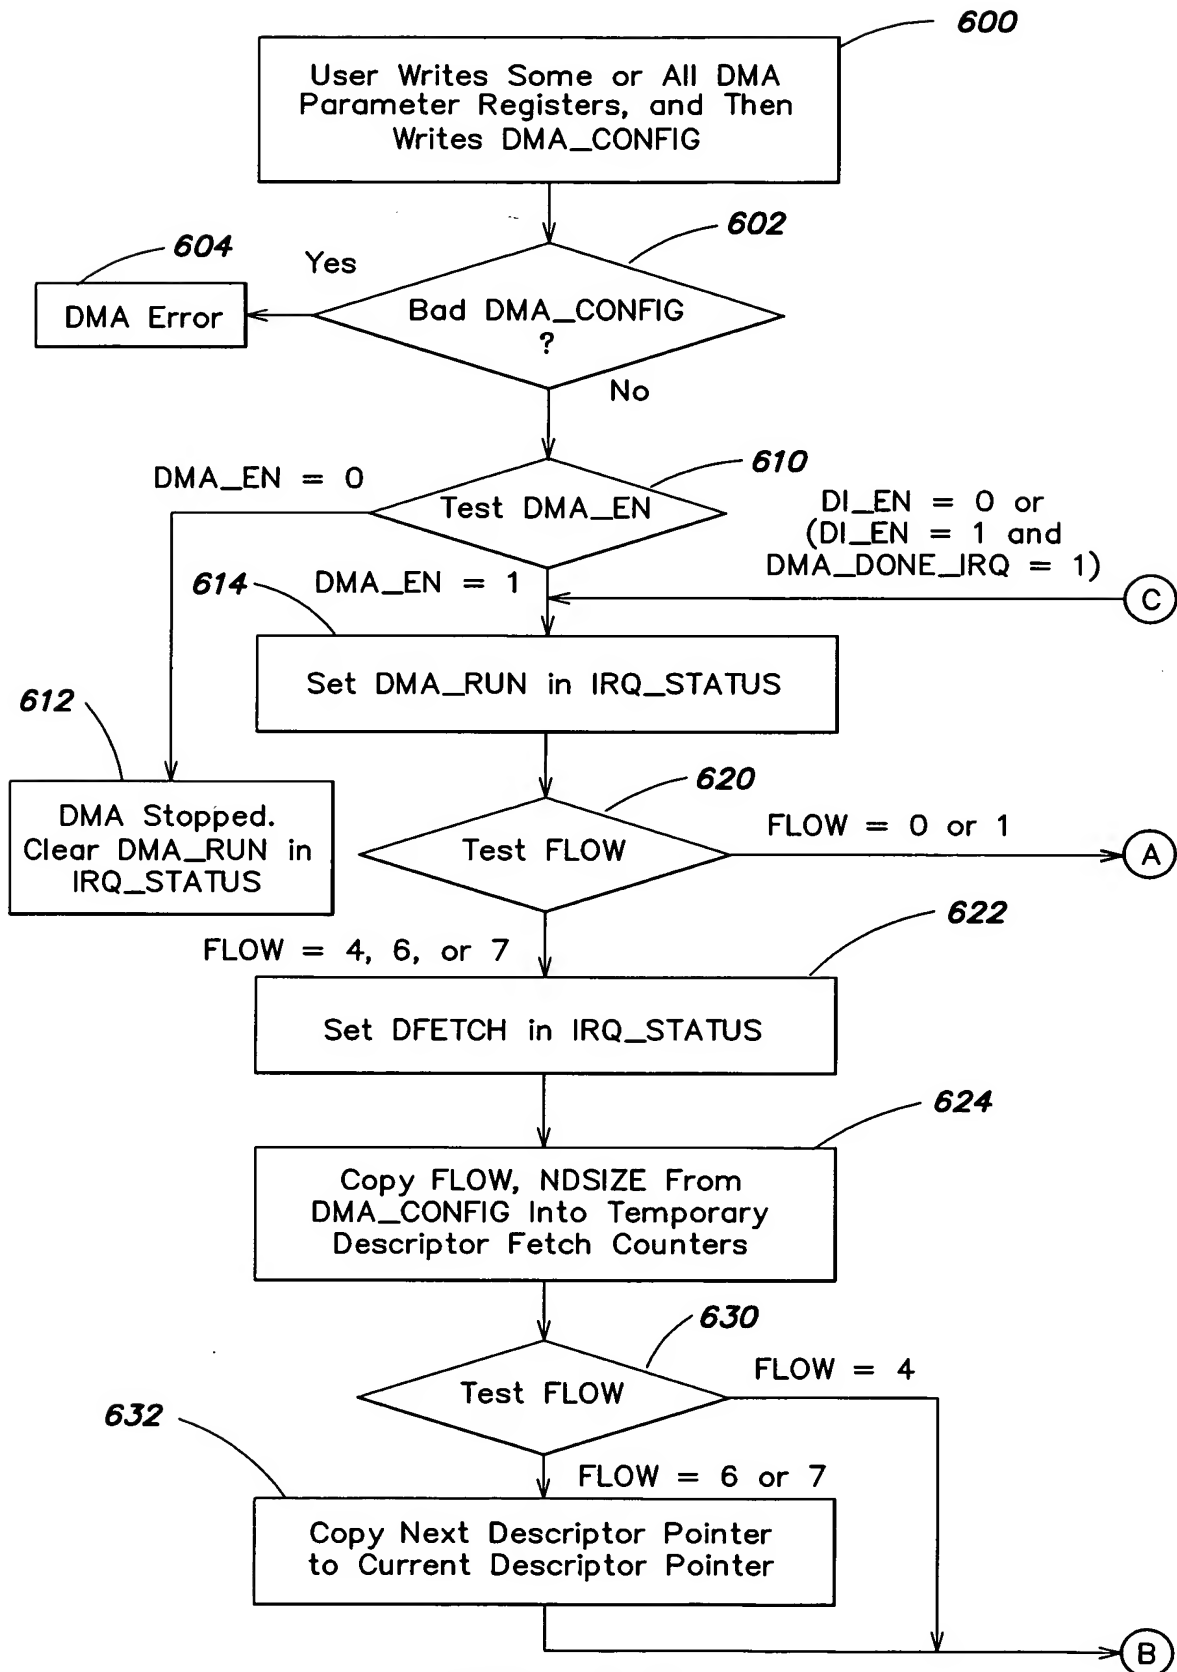 600
User Writes Some or All DMA
Parameter Registers, and Then
Writes DMA_CONFIG
602
604
Yes
DMA Error
Bad DMA_CONFIG
?
No
610
DMA_EN = 0
Test DMA_EN
DI_EN = 0 or
(DI_EN = 1 and
DMA_DONE_IRQ = 1)
614
DMA_EN = 1
C
Set DMA_RUN in IRQ_STATUS
612
620
DMA Stopped.
Clear DMA_RUN in
IRQ_STATUS
Test FLOW
FLOW = 0 or 1
A
622
FLOW = 4, 6, or 7
Set DFETCH in IRQ_STATUS
624
Copy FLOW, NDSIZE From
DMA_CONFIG Into Temporary
Descriptor Fetch Counters
630
Test FLOW
FLOW = 4
632
FLOW = 6 or 7
Copy Next Descriptor Pointer
to Current Descriptor Pointer
B